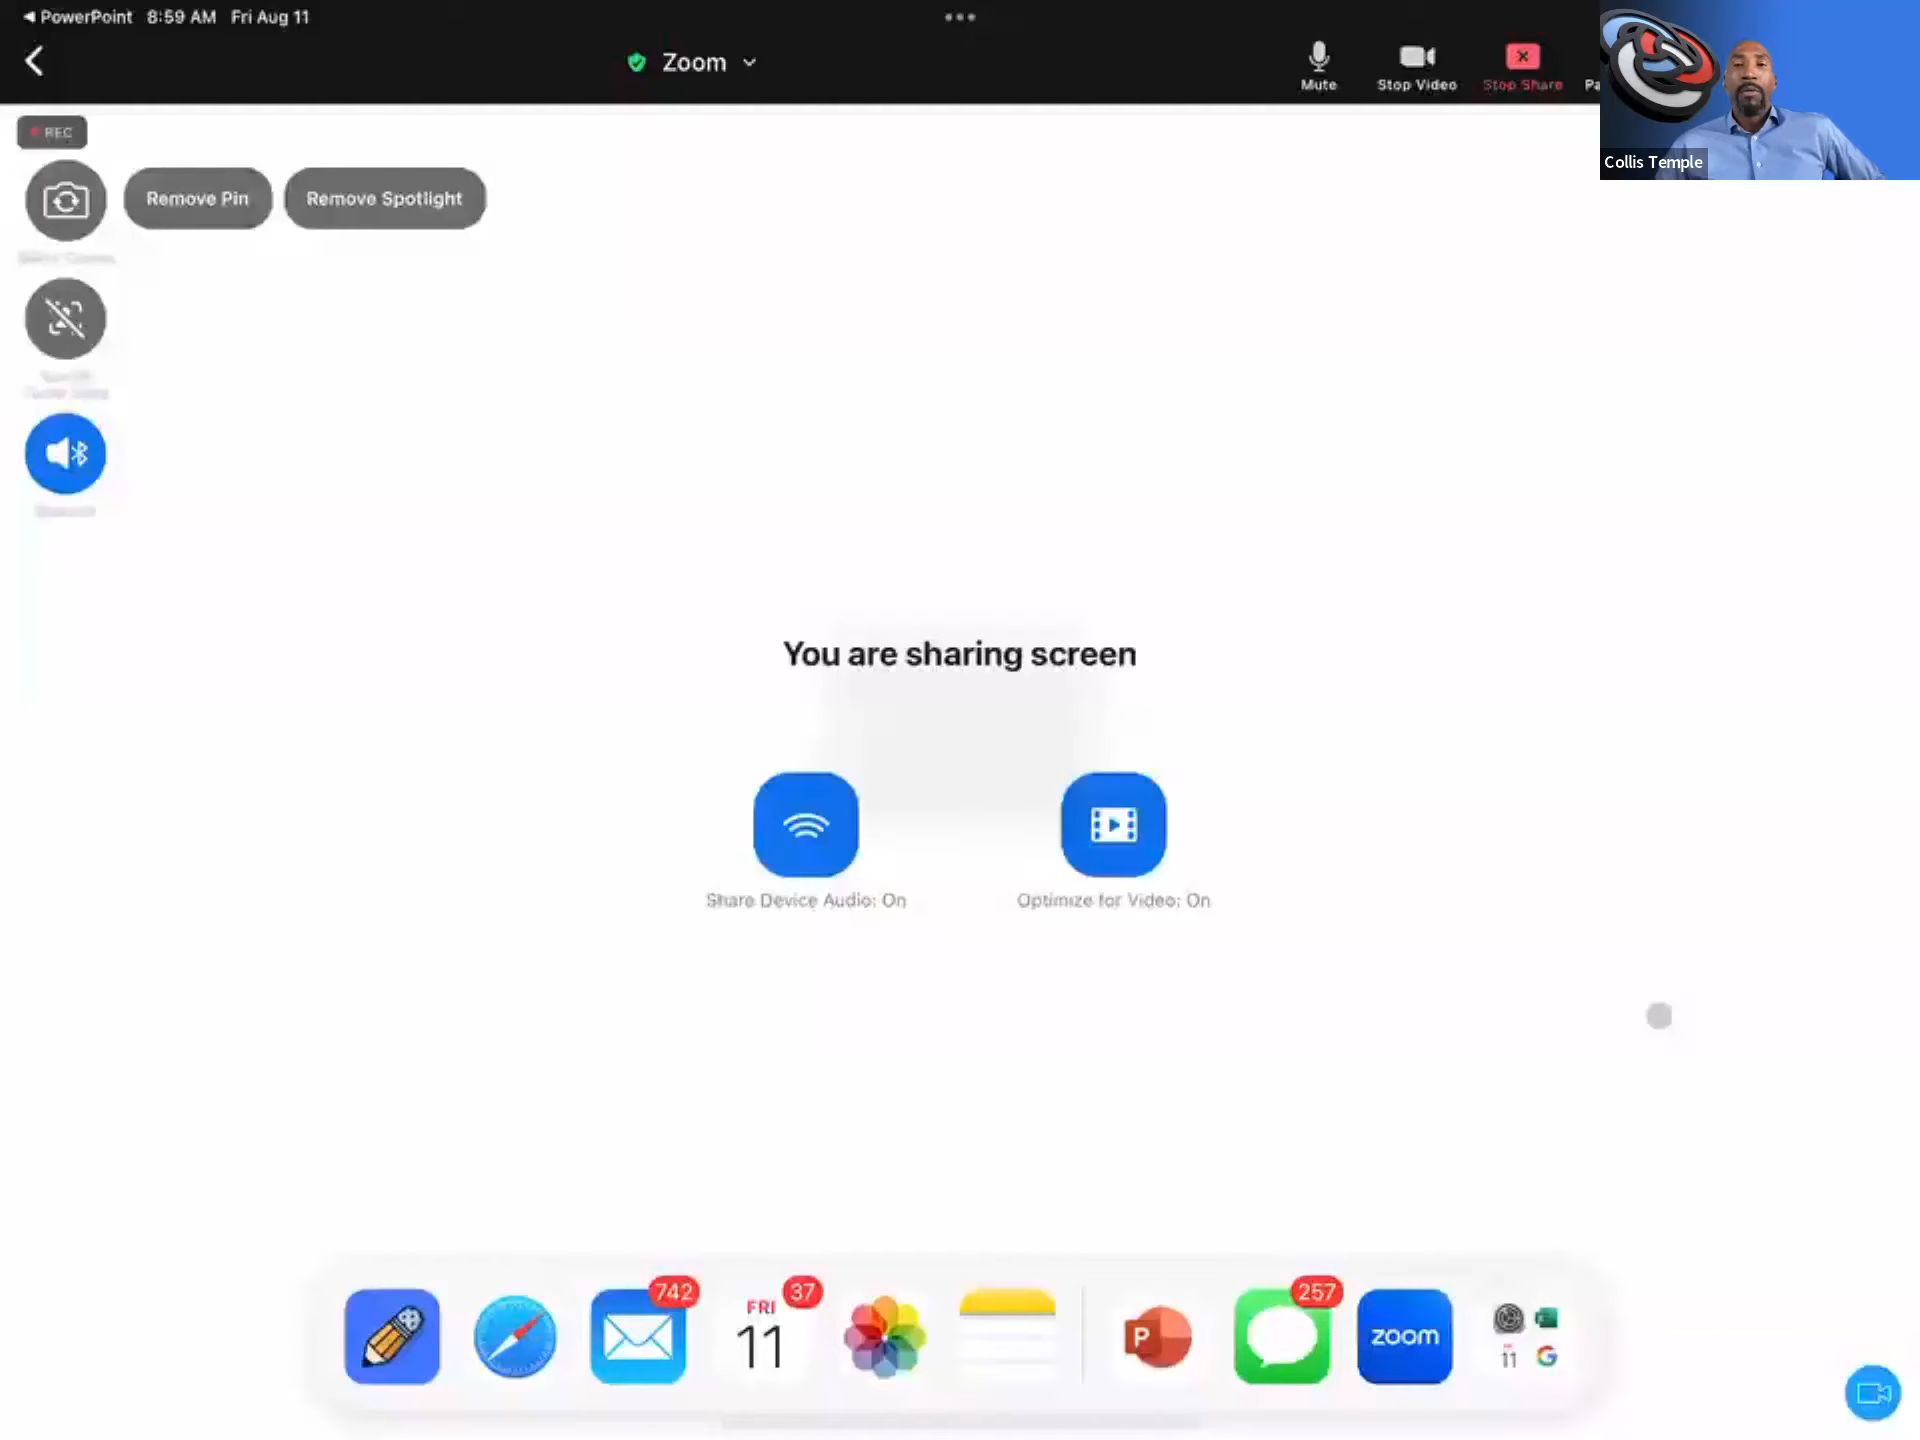 PowerPoint 8:59 AM Fri Aug 11
Zoom
Mute
Stop Video
Stop Share
Collis Temple
REC
Remove Pin
Remove Spotlight
You are sharing screen
Share Device Audio: On
Optimize for Video: On
742
FRI
11
37
P
257
zoom
11
G